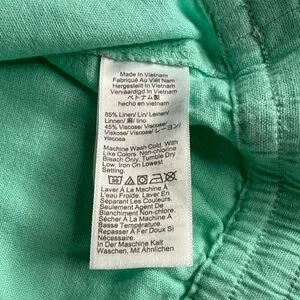 Made In Vietnam
Fabriqué Au Viêt Nam
Hergestellt In Vietnam
Vervaardigd In Vietnam
ベトナム製
hecho en vietnam
55% Linen/ Lin/ Leinen/
Linnen/ 麻/ lino
45% Viscose/ Viscose/
Viskose/ Viscose/ レーヨン/
viscosa
Machine Wash Cold, With
Like Colors. Non-chlorine
Bleach Only. Tumble Dry
Low. Iron On Lowest
Setting.
Laver À La Machine À
L'eau Froide. Laver En
Séparant Les Couleurs.
Seulement Agent De
Blanchiment Non Chloré
Si Nécessaire. Sécher À
Basse Température.
Repasser À Fer Doux Si
Nécessaire.
In Der Maschine Kalt
Waschen, Mit Ähnlichen